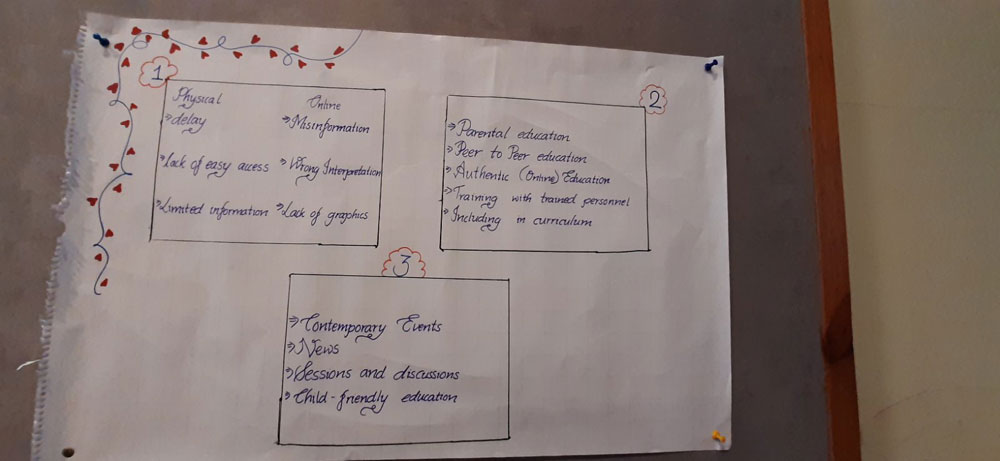 1
Physical Online
⇒ delay ⇒ Misinformation
⇒ Lack of easy access ⇒ Wrong Interpretation
⇒ Limited information ⇒ Lack of graphics
2
⇒ Parental education
⇒ Peer to Peer education
⇒ Authentic (Online) Education
⇒ Training with trained personnel
⇒ Including in curriculum
3
⇒ Contemporary Events
⇒ News
⇒ Sessions and discussions
⇒ Child-friendly education